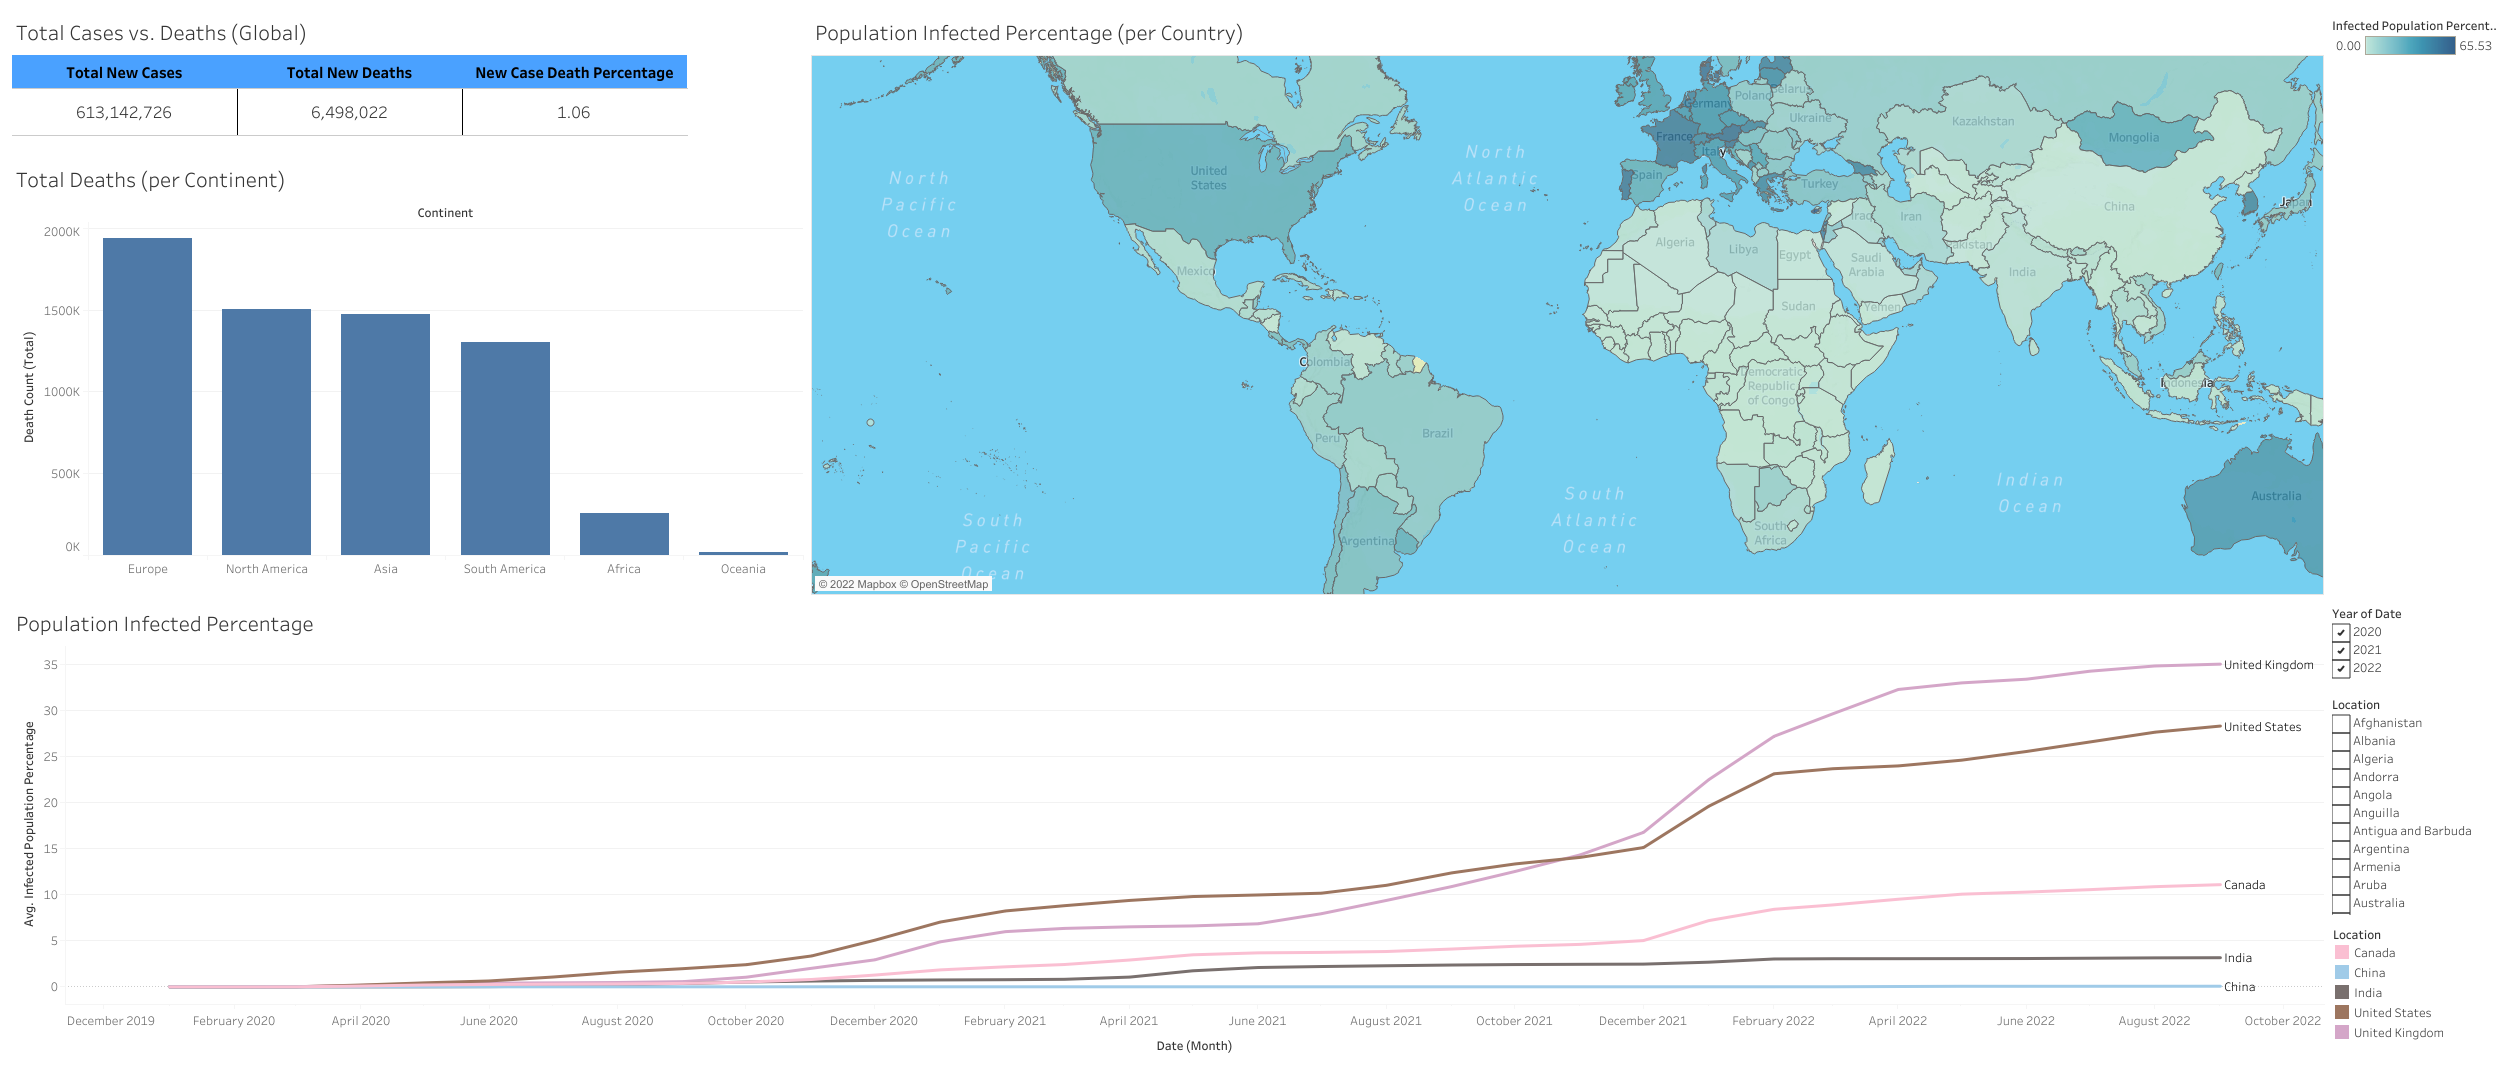 Total Cases vs. Deaths (Global)
Total New Cases
Total New Deaths
New Case Death Percentage
613,142,726
6,498,022
1.06
Total Deaths (per Continent)
Continent
Death Count (Total)
2000K
1500K
1000K
500K
0K
Europe
North America
Asia
South America
Africa
Oceania
Population Infected Percentage (per Country)
North
Pacific
Ocean
North
Atlantic
Ocean
South
Pacific
Ocean
South
Atlantic
Ocean
Indian
Ocean
United
States
Mexico
Colombia
Peru
Brazil
Argentina
Germany
Poland
Belarus
Ukraine
France
Italy
Spain
Turkey
Kazakhstan
Mongolia
China
Japan
Iraq
Iran
Pakistan
India
Algeria
Libya
Egypt
Saudi
Arabia
Sudan
Yemen
Democratic
Republic
of Congo
South
Africa
Indonesia
Australia
© 2022 Mapbox © OpenStreetMap
Infected Population Percent..
0.00
65.53
Population Infected Percentage
Avg. Infected Population Percentage
35
30
25
20
15
10
5
0
United Kingdom
United States
Canada
India
China
December 2019
February 2020
April 2020
June 2020
August 2020
October 2020
December 2020
February 2021
April 2021
June 2021
August 2021
October 2021
December 2021
February 2022
April 2022
June 2022
August 2022
October 2022
Date (Month)
Year of Date
2020
2021
2022
Location
Afghanistan
Albania
Algeria
Andorra
Angola
Anguilla
Antigua and Barbuda
Argentina
Armenia
Aruba
Australia
Location
Canada
China
India
United States
United Kingdom